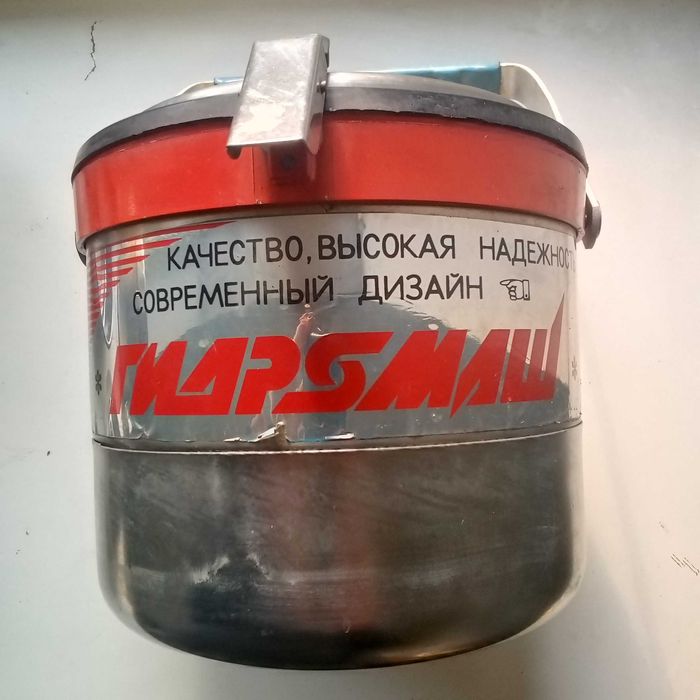 КАЧЕСТВО, ВЫСОКАЯ НАДЕЖНОСТ
СОВРЕМЕННЫЙ ДИЗАЙН
ГИДРОМАШ